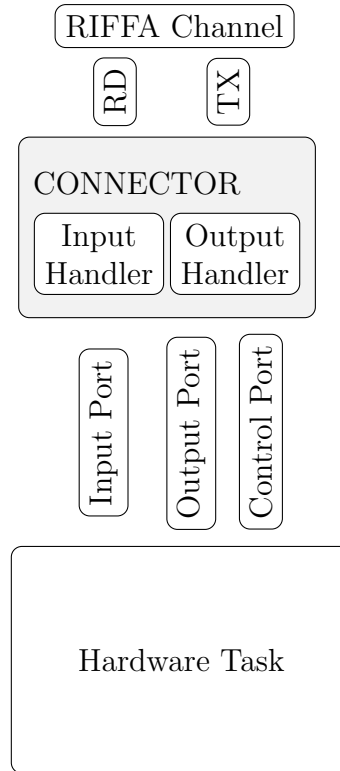 RIFFA Channel
RD
TX
CONNECTOR
Input
Handler
Output
Handler
Input Port
Output Port
Control Port
Hardware Task